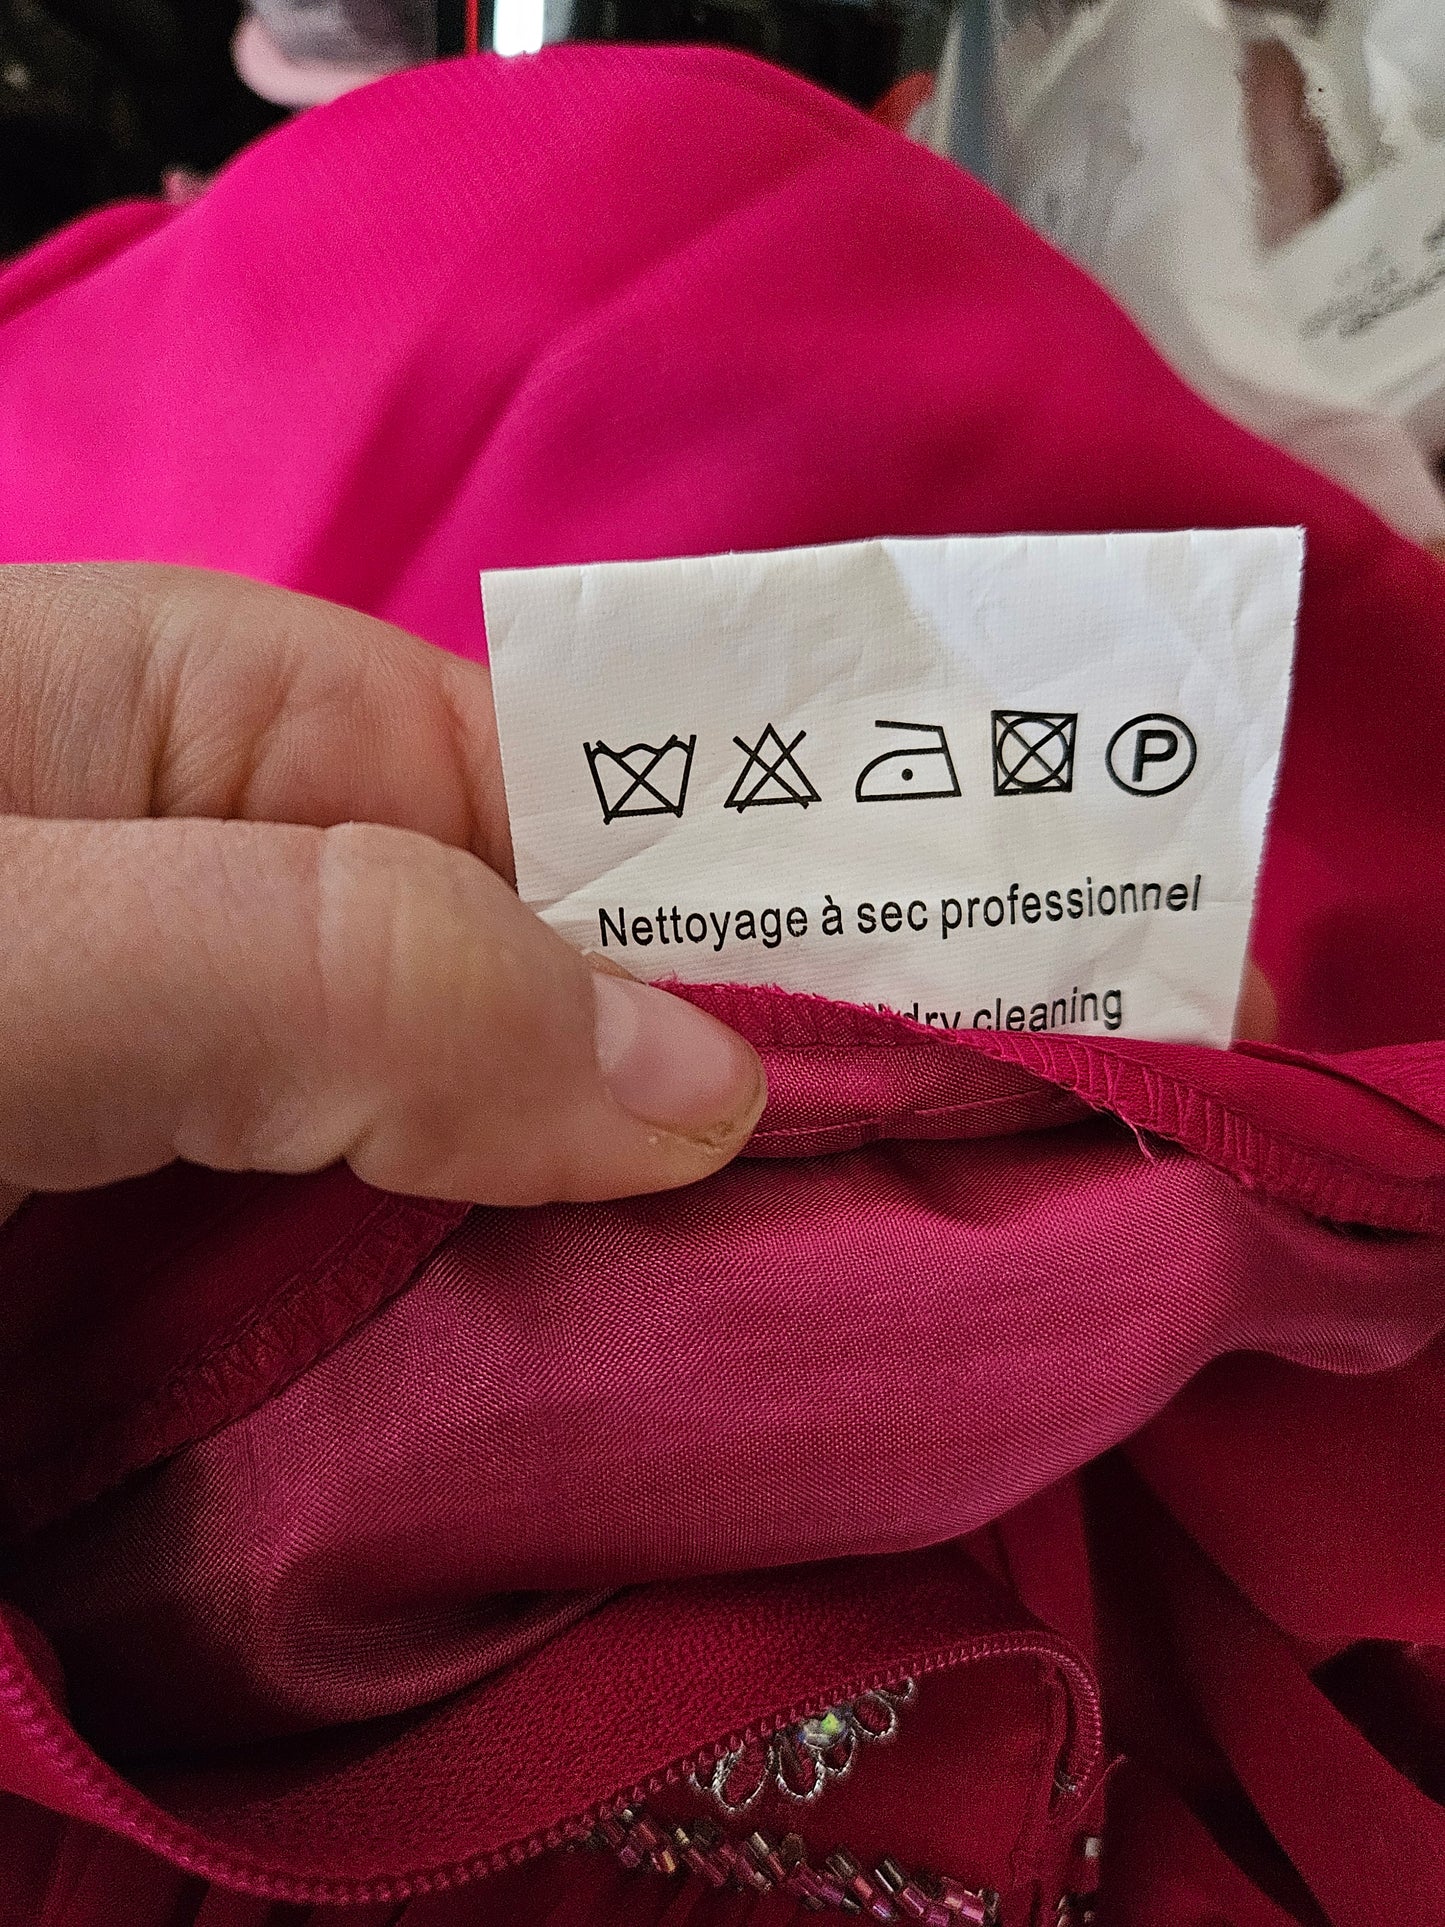 P
Nettoyage à sec professionnel
dry cleaning